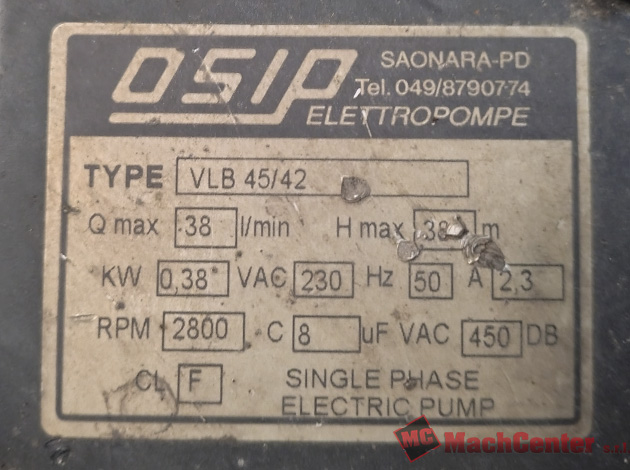 OSIP
SAONARA-PD
Tel. 049/8790774
ELETTROPOMPE
TYPE VLB 45/42
Q max 38 l/min H max 38 m
KW 0,38 VAC 230 Hz 50 A 2,3
RPM 2800 C 8 uF VAC 450 DB
CL F SINGLE PHASE
ELECTRIC PUMP
MC MachCenter s.r.l.